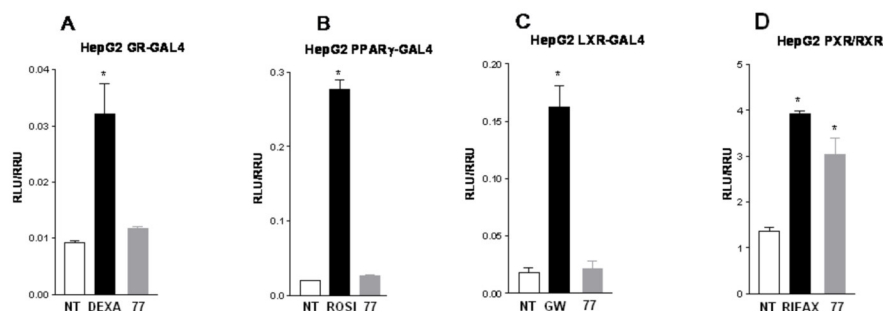 A
HepG2 GR-GAL4
RLU/RRU
0.04
0.03
0.02
0.01
0.00
*
NT DEXA 77
B
HepG2 PPARγ-GAL4
RLU/RRU
0.3
0.2
0.1
0.0
*
NT ROSI 77
C
HepG2 LXR-GAL4
RLU/RRU
0.20
0.15
0.10
0.05
0.00
*
NT GW 77
D
HepG2 PXR/RXR
RLU/RRU
5
4
3
2
1
0
*
*
NT RIFAX 77